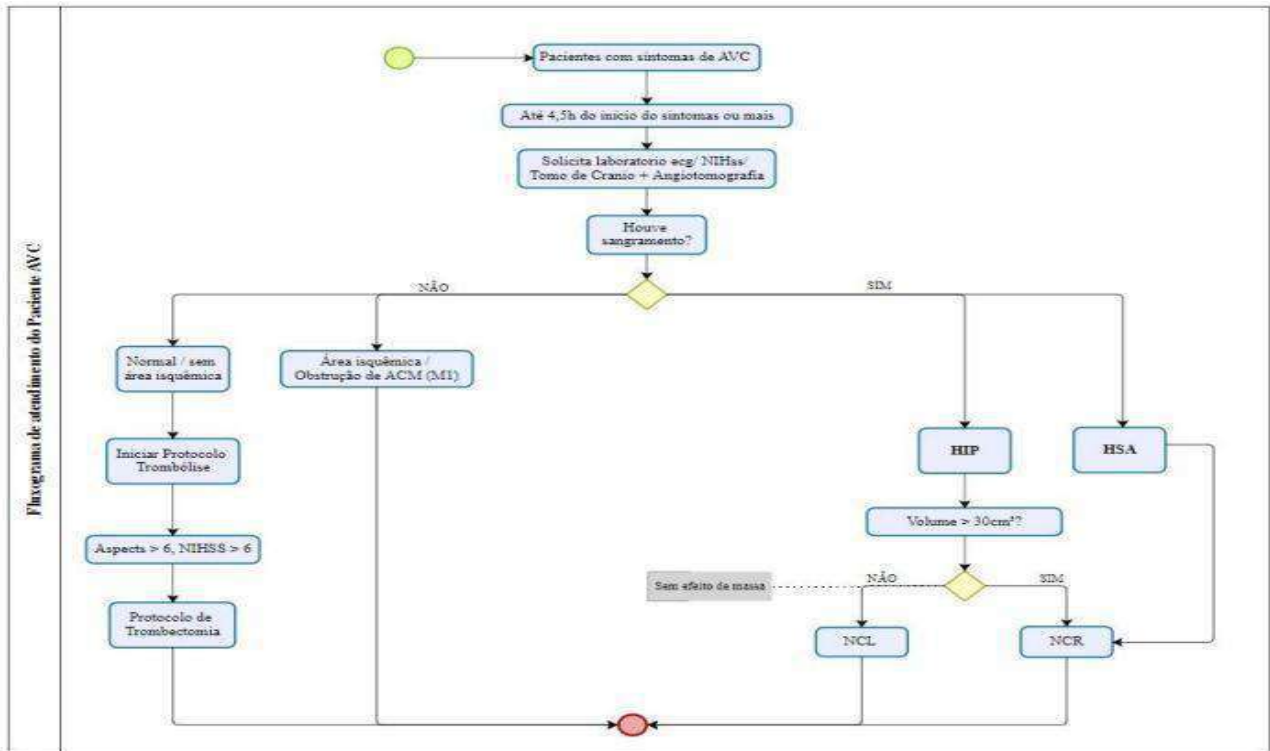 Fluxograma de atendimento do Paciente AVC
Pacientes com sintomas de AVC
Até 4,5h do inicio do sintomas ou mais
Solicita laboratorio ecg/ NIHss/
Tomo de Cranio + Angiotomografia
Houve
sangramento?
NÃO
SIM
Normal / sem
área isquêmica
Área isquêmica /
Obstrução de ACM (M1)
Iniciar Protocolo
Trombólise
HIP
HSA
Volume > 30cm³?
Aspects > 6, NIHSS > 6
Sem efeito de massa
NÃO
SIM
Protocolo de
Trombectomia
NCL
NCR